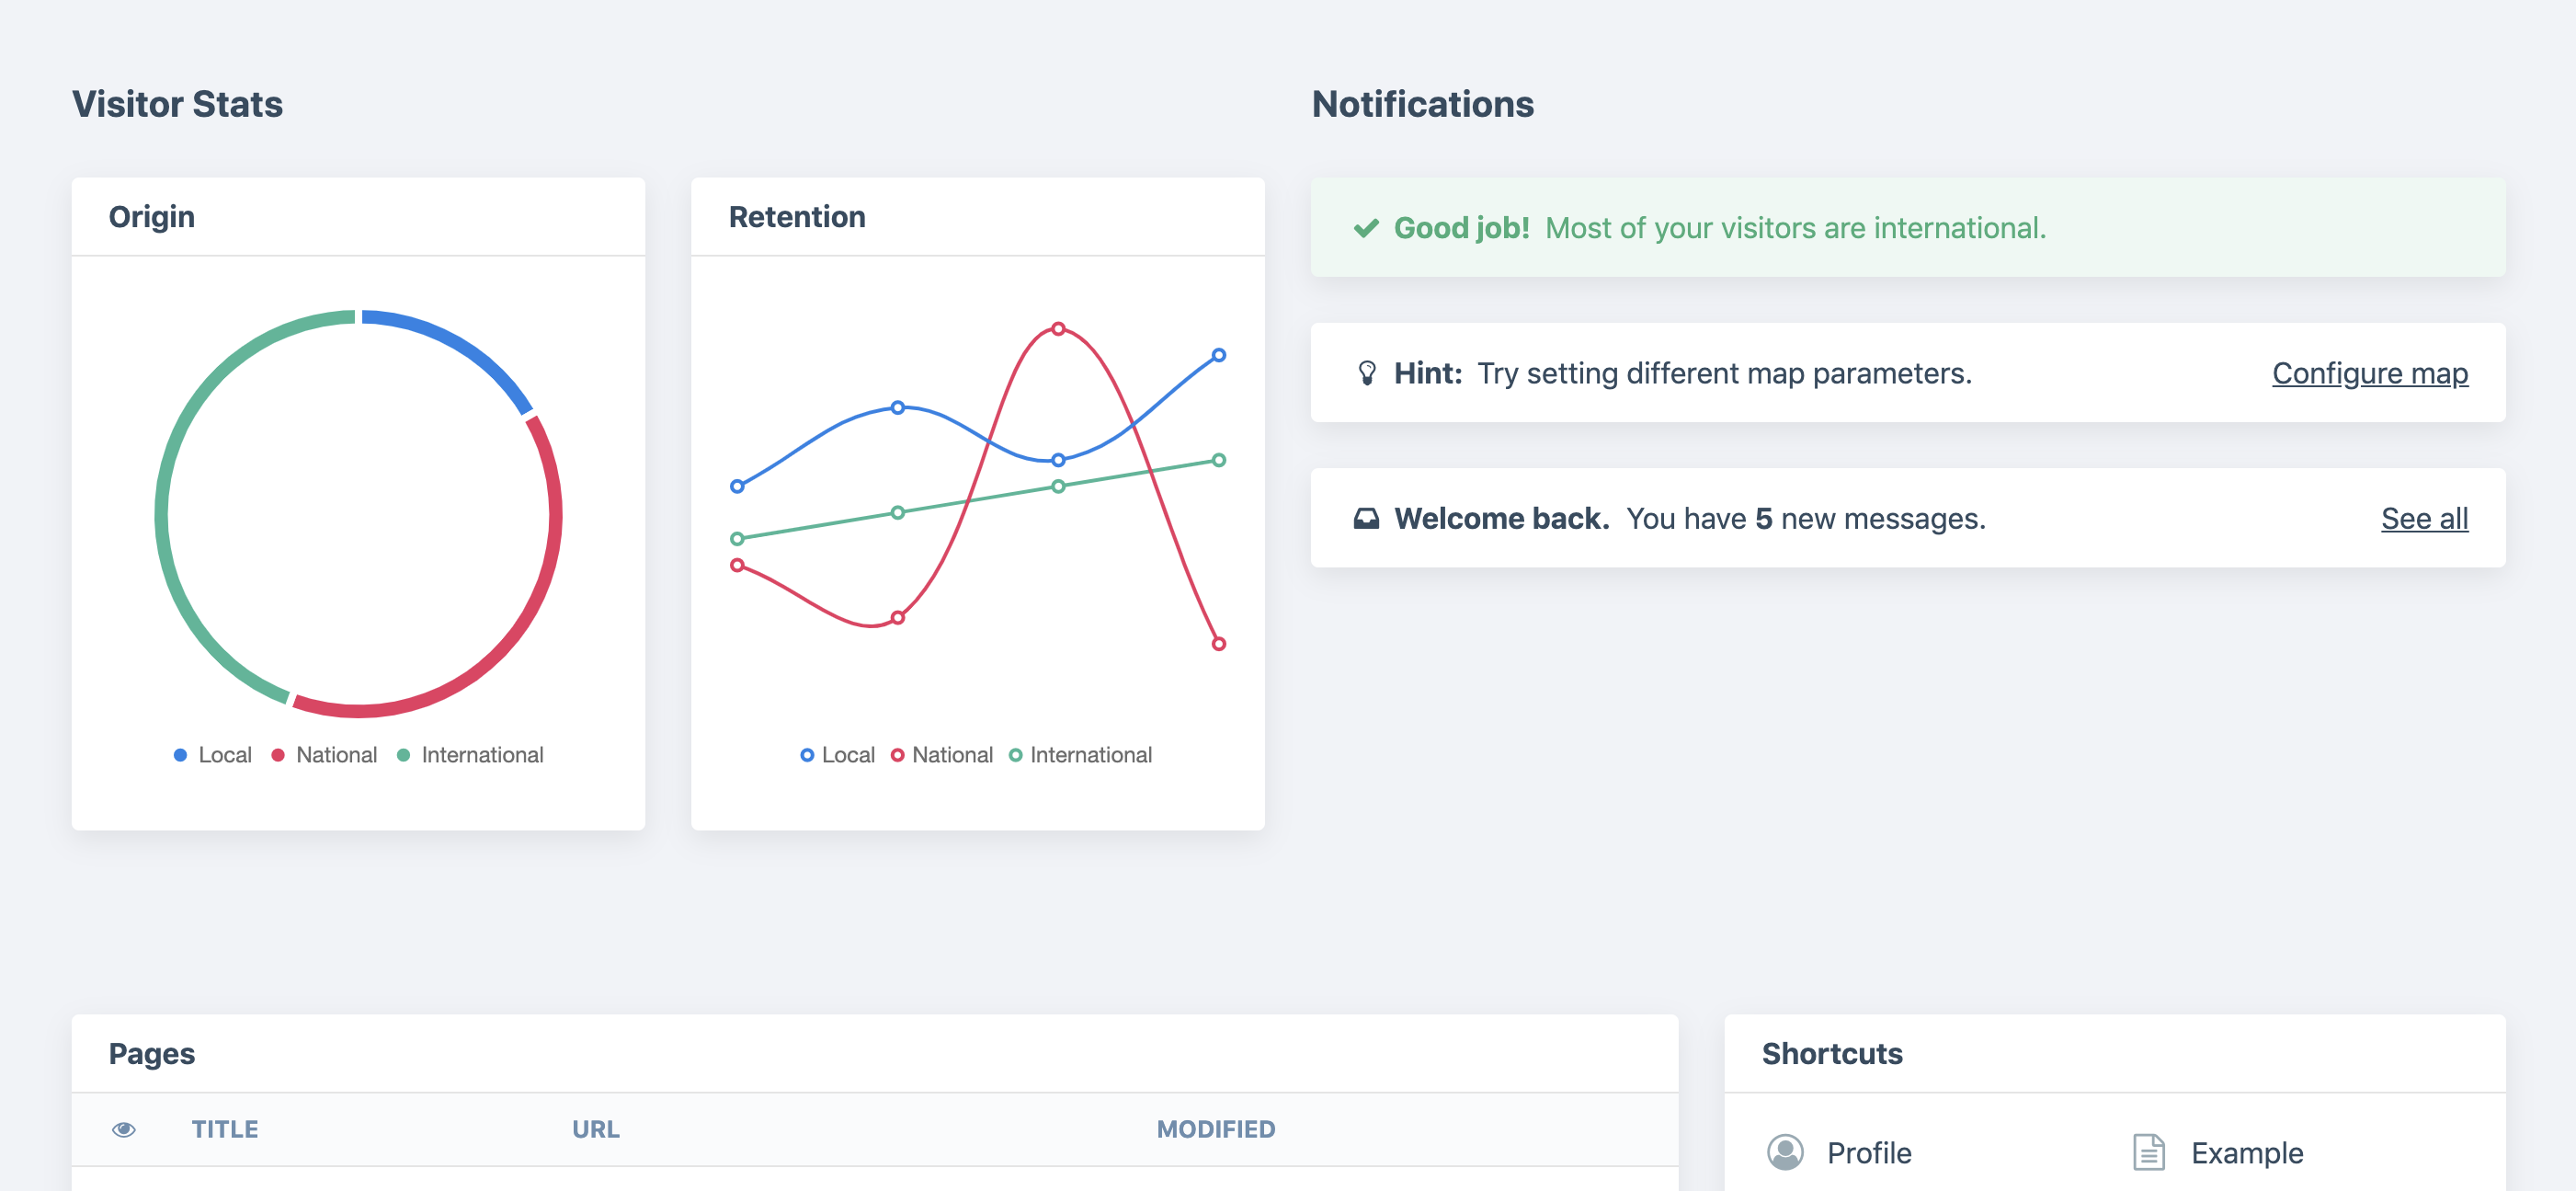 Visitor Stats
Origin
Local National International
Retention
Local National International
Notifications
Good job! Most of your visitors are international.
Hint: Try setting different map parameters. Configure map
Welcome back. You have 5 new messages. See all
Pages
TITLE URL MODIFIED
Shortcuts
Profile Example